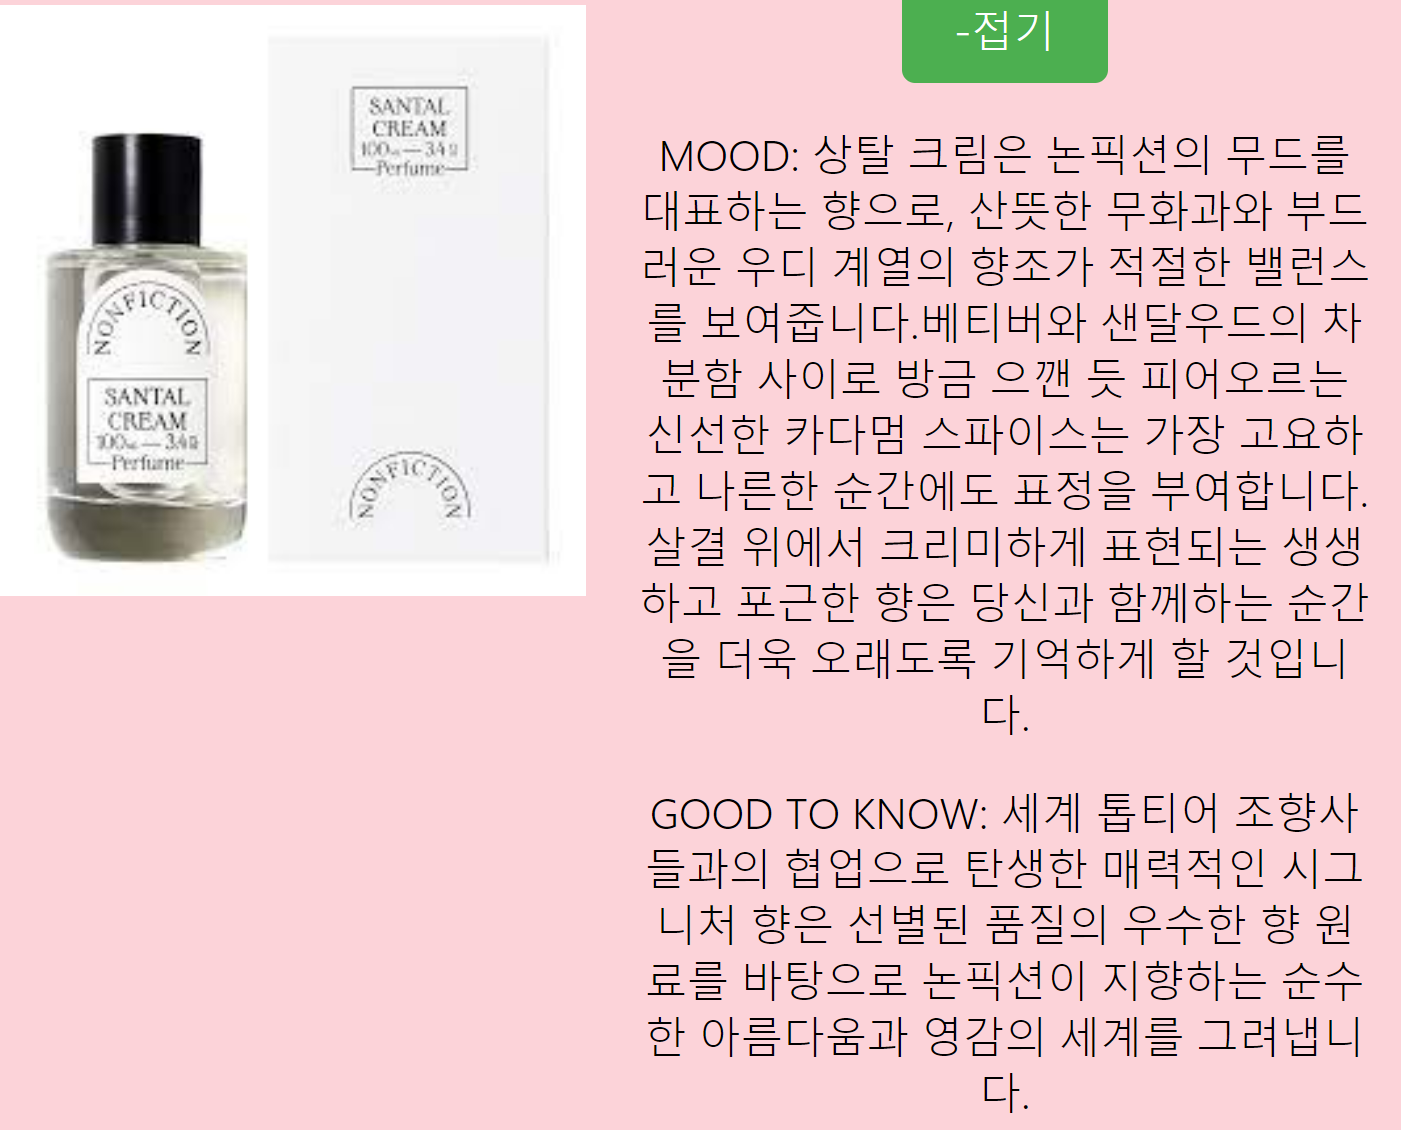 SANTAL
CREAM
100ml — 3.4
Perfume
NONFICTION
NONFICTION
SANTAL
CREAM
100ml — 3.4
Perfume
-접기
MOOD: 상탈 크림은 논픽션의 무드를
대표하는 향으로, 산뜻한 무화과와 부드
러운 우디 계열의 향조가 적절한 밸런스
를 보여줍니다.베티버와 샌달우드의 차
분함 사이로 방금 으깬 듯 피어오르는
신선한 카다멈 스파이스는 가장 고요하
고 나른한 순간에도 표정을 부여합니다.
살결 위에서 크리미하게 표현되는 생생
하고 포근한 향은 당신과 함께하는 순간
을 더욱 오래도록 기억하게 할 것입니
다.
GOOD TO KNOW: 세계 톱티어 조향사
들과의 협업으로 탄생한 매력적인 시그
니처 향은 선별된 품질의 우수한 향 원
료를 바탕으로 논픽션이 지향하는 순수
한 아름다움과 영감의 세계를 그려냅니
다.